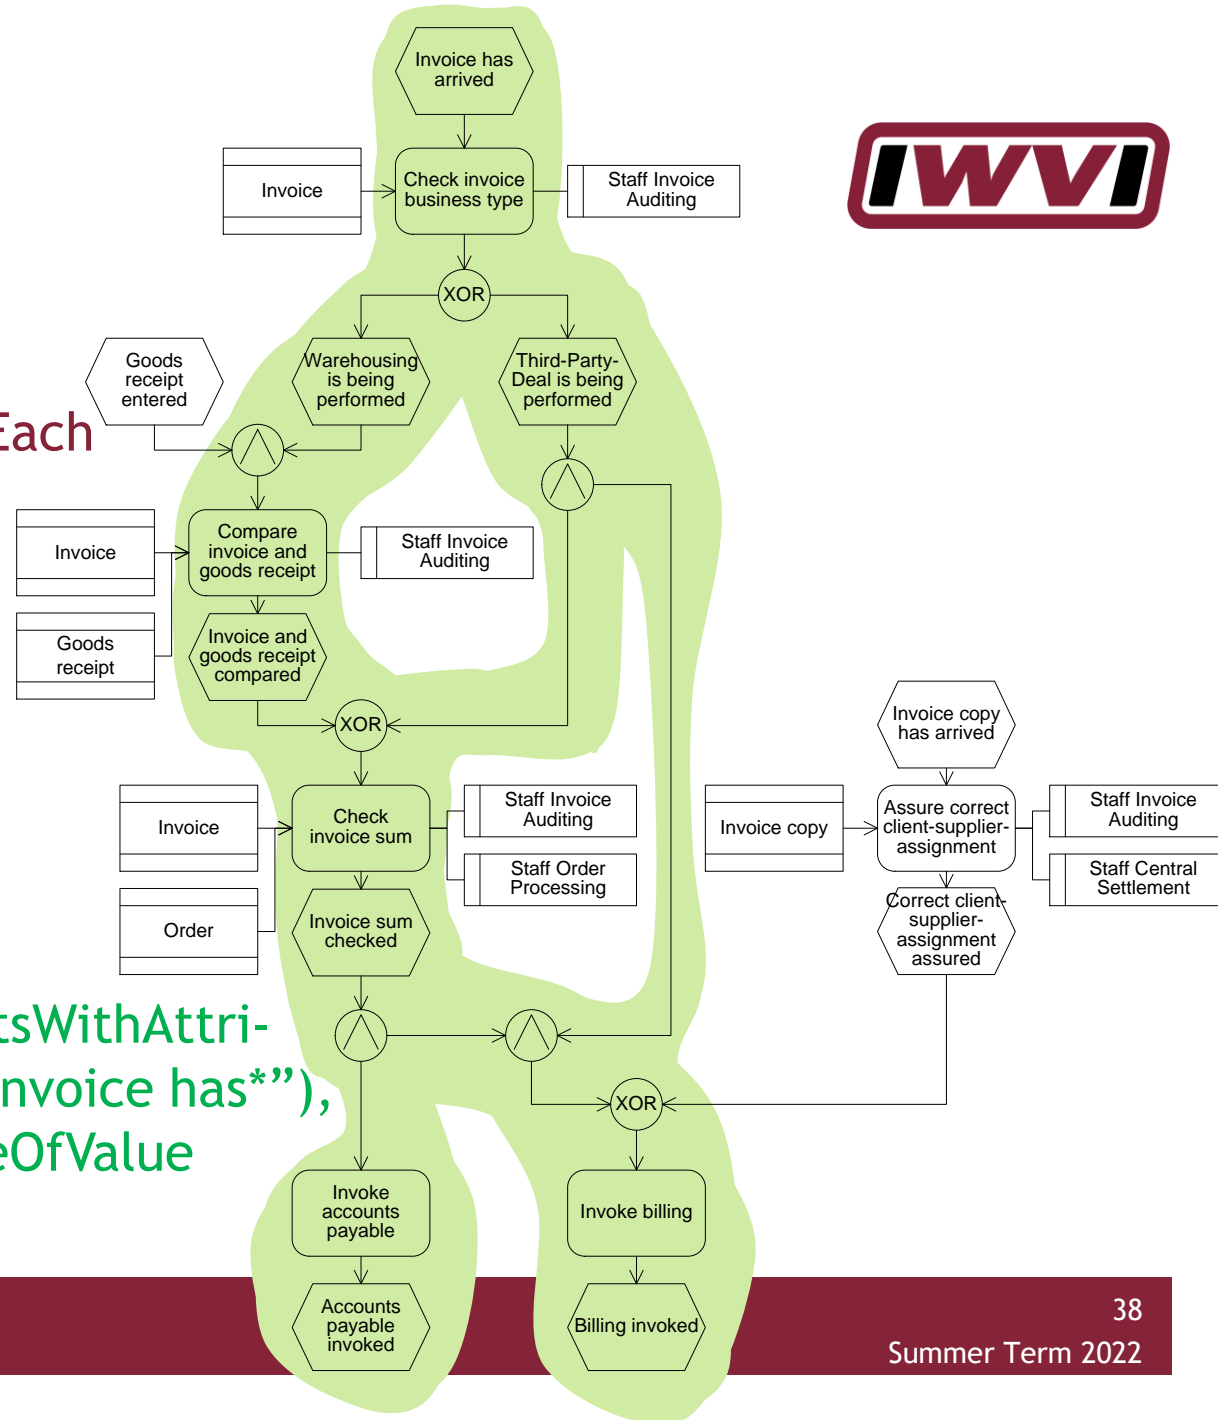 Invoice has
arrived
IWVI
Invoice
Check invoice
business type
Staff Invoice
Auditing
XOR
Goods
receipt
entered
Warehousing
is being
performed
Third-Party-
Deal is being
performed
Each
Invoice
Compare
invoice and
goods receipt
Staff Invoice
Auditing
Goods
receipt
Invoice and
goods receipt
compared
XOR
Invoice copy
has arrived
Invoice
Check
invoice sum
Staff Invoice
Auditing
Invoice copy
Assure correct
client-supplier-
assignment
Staff Invoice
Auditing
Order
Invoice sum
checked
Staff Order
Processing
Correct client-
supplier-
assignment
assured
Staff Central
Settlement
tsWithAttri-
nvoice has*”),
eOfValue
XOR
Invoke
accounts
payable
Invoke billing
Accounts
payable
invoked
Billing invoked
38
Summer Term 2022